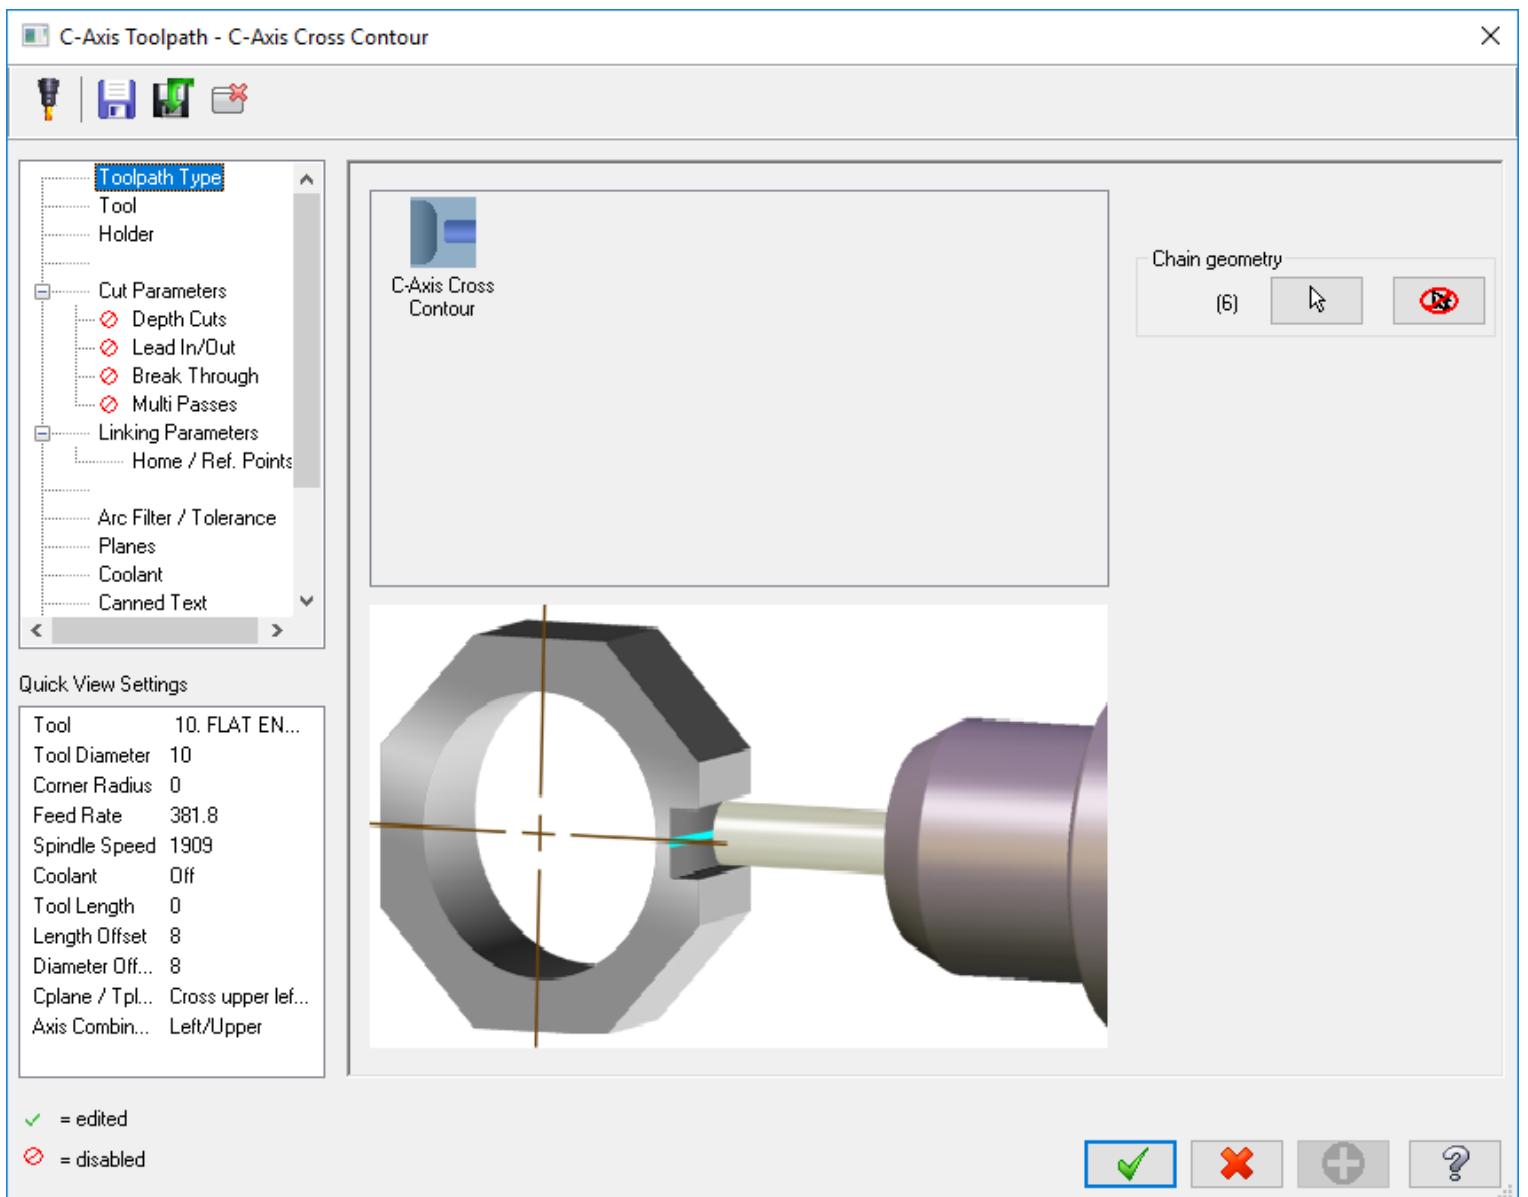 C-Axis Toolpath - C-Axis Cross Contour
Toolpath Type
Tool
Holder
Cut Parameters
Depth Cuts
Lead In/Out
Break Through
Multi Passes
Linking Parameters
Home / Ref. Points
Arc Filter / Tolerance
Planes
Coolant
Canned Text
C-Axis Cross
Contour
Chain geometry
(6)
Quick View Settings
Tool 10. FLAT EN...
Tool Diameter 10
Corner Radius 0
Feed Rate 381.8
Spindle Speed 1909
Coolant Off
Tool Length 0
Length Offset 8
Diameter Off... 8
Cplane / Tpl... Cross upper lef...
Axis Combin... Left/Upper
= edited
= disabled